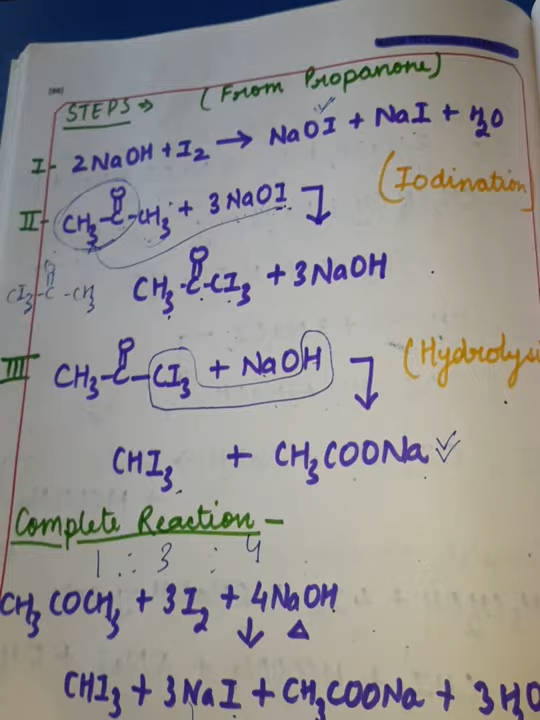 STEPS → (From Propanone)
I- 2NaOH + I₂ → NaOI + NaI + H₂O
(Iodination)
II- CH₃-C(=O)-CH₃ + 3NaOI
CI₃-C(=O)-CH₃
CH₃-C(=O)-CI₃ + 3NaOH
III CH₃-C(=O)-CI₃ + NaOH (Hydrolysi
CHI₃ + CH₃COONa
Complete Reaction -
1 : 3 : 4
CH₃COCH₃ + 3I₂ + 4NaOH
↓ Δ
CHI₃ + 3NaI + CH₃COONa + 3H₂O